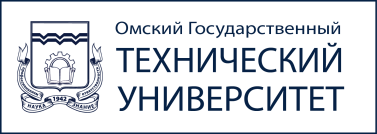 Омский Государственный
ТЕХНИЧЕСКИЙ
УНИВЕРСИТЕТ
НАУКА 1942 ЗНАНИЕ